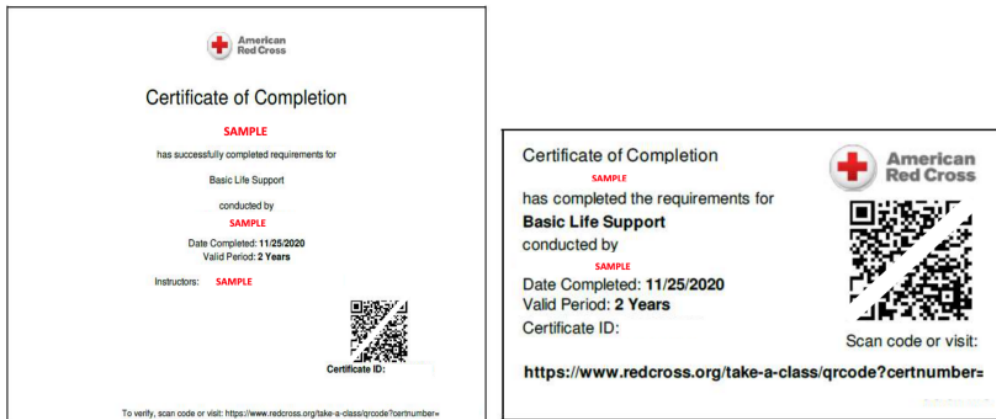 American
Red Cross
Certificate of Completion
SAMPLE
has successfully completed requirements for
Basic Life Support
conducted by
SAMPLE
Date Completed: 11/25/2020
Valid Period: 2 Years
Instructors: SAMPLE
Certificate ID:
To verify, scan code or visit: https://www.redcross.org/take-a-class/qrcode?certnumber=
Certificate of Completion
American
Red Cross
SAMPLE
has completed the requirements for
Basic Life Support
conducted by
SAMPLE
Date Completed: 11/25/2020
Valid Period: 2 Years
Certificate ID:
Scan code or visit:
https://www.redcross.org/take-a-class/qrcode?certnumber=